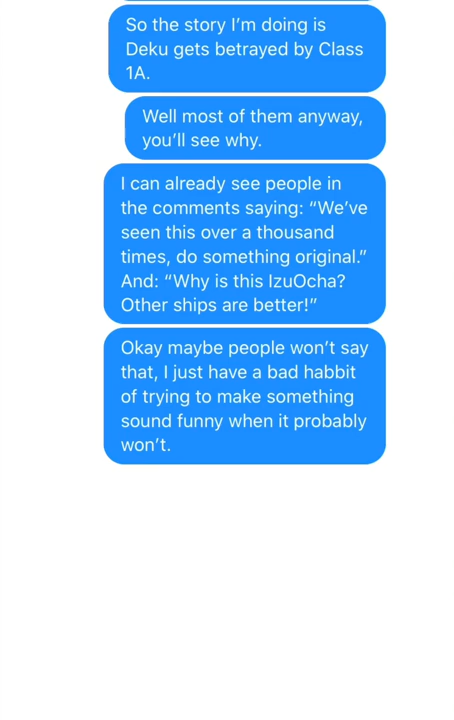 So the story I’m doing is
Deku gets betrayed by Class
1A.
Well most of them anyway,
you’ll see why.
I can already see people in
the comments saying: “We’ve
seen this over a thousand
times, do something original.”
And: “Why is this IzuOcha?
Other ships are better!”
Okay maybe people won’t say
that, I just have a bad habbit
of trying to make something
sound funny when it probably
won’t.